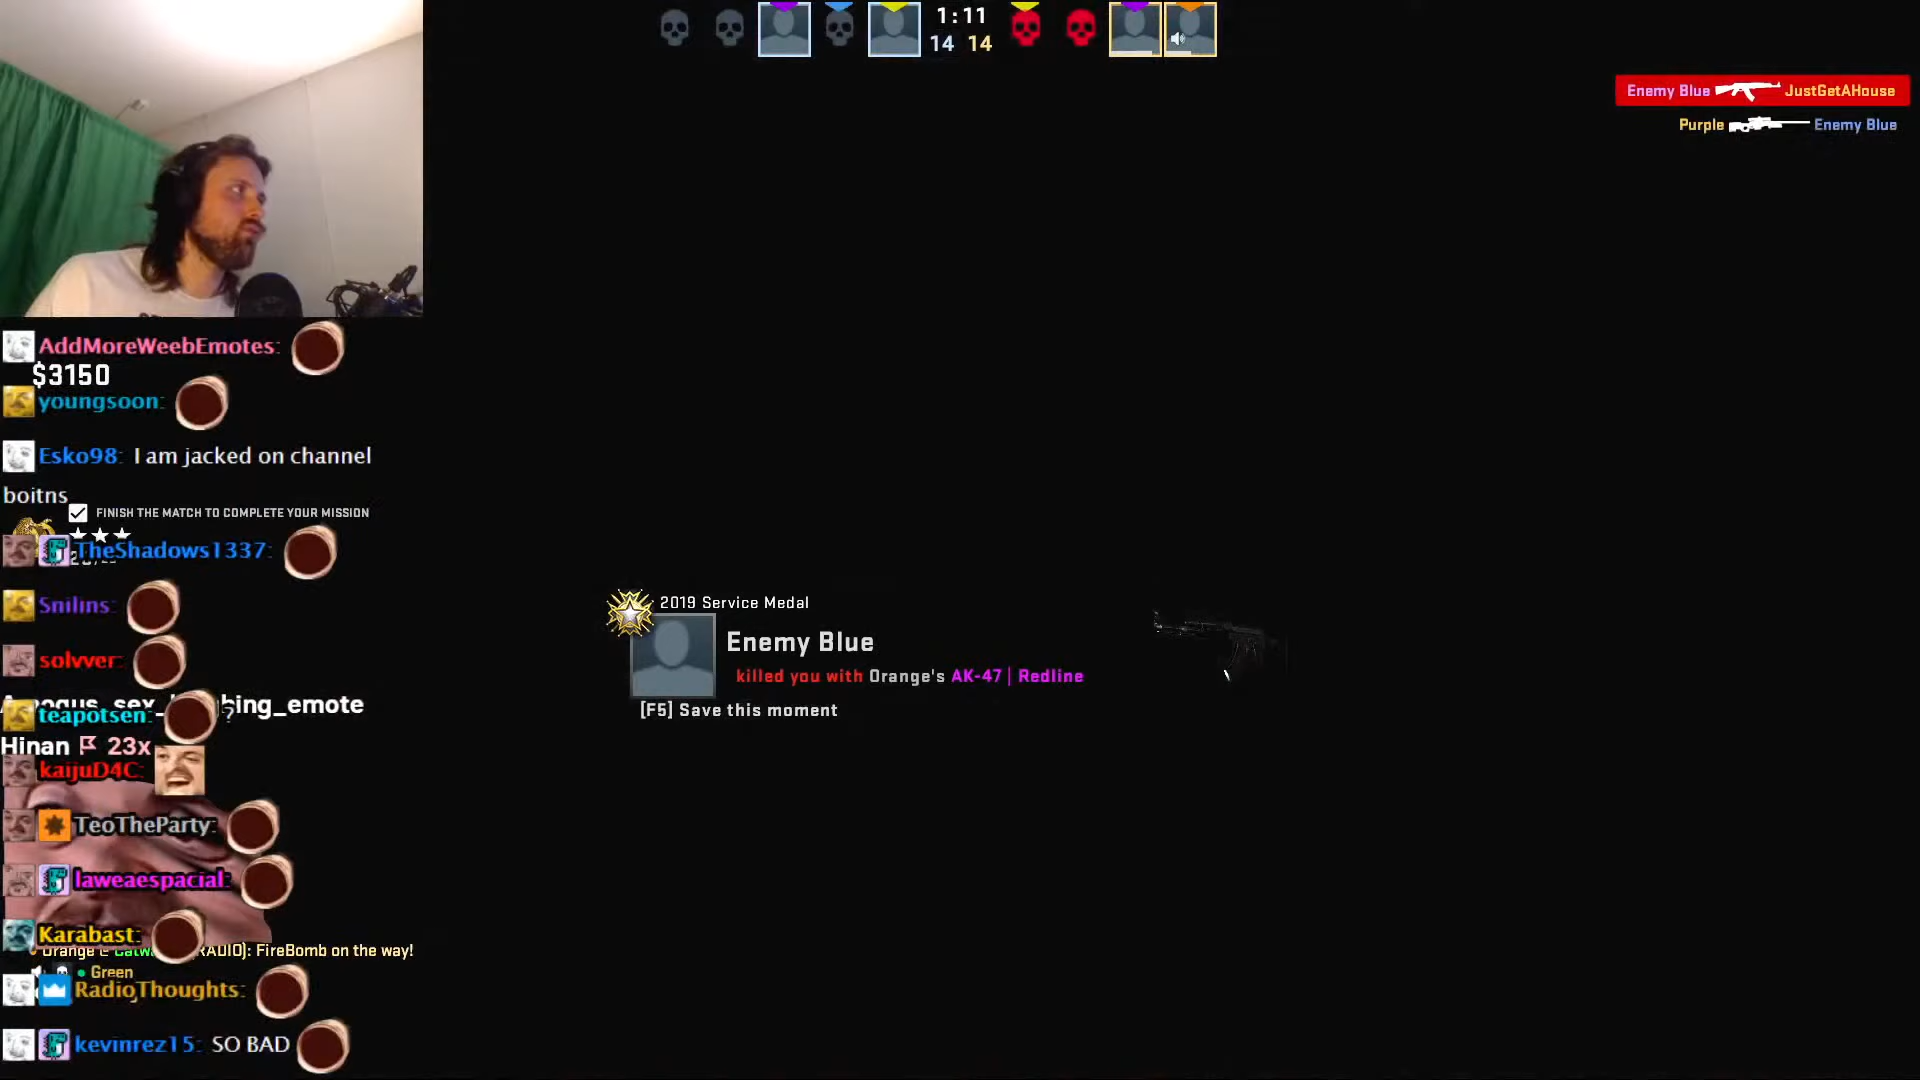 1:11
14 14
Enemy Blue JustGetAHouse
Purple Enemy Blue
AddMoreWeebEmotes:
$3150
youngsoon:
Esko98: I am jacked on channel
boitns
FINISH THE MATCH TO COMPLETE YOUR MISSION
TheShadows1337:
Snilins:
2019 Service Medal
Enemy Blue
killed you with Orange's AK-47 | Redline
[F5] Save this moment
solvver:
teapotsen: ?
Hinan 23x
kaijuD4C:
TeoTheParty:
laweaespacial:
Karabast:
Orange @ (RADIO): FireBomb on the way!
Green
RadioThoughts:
kevinrez15: SO BAD